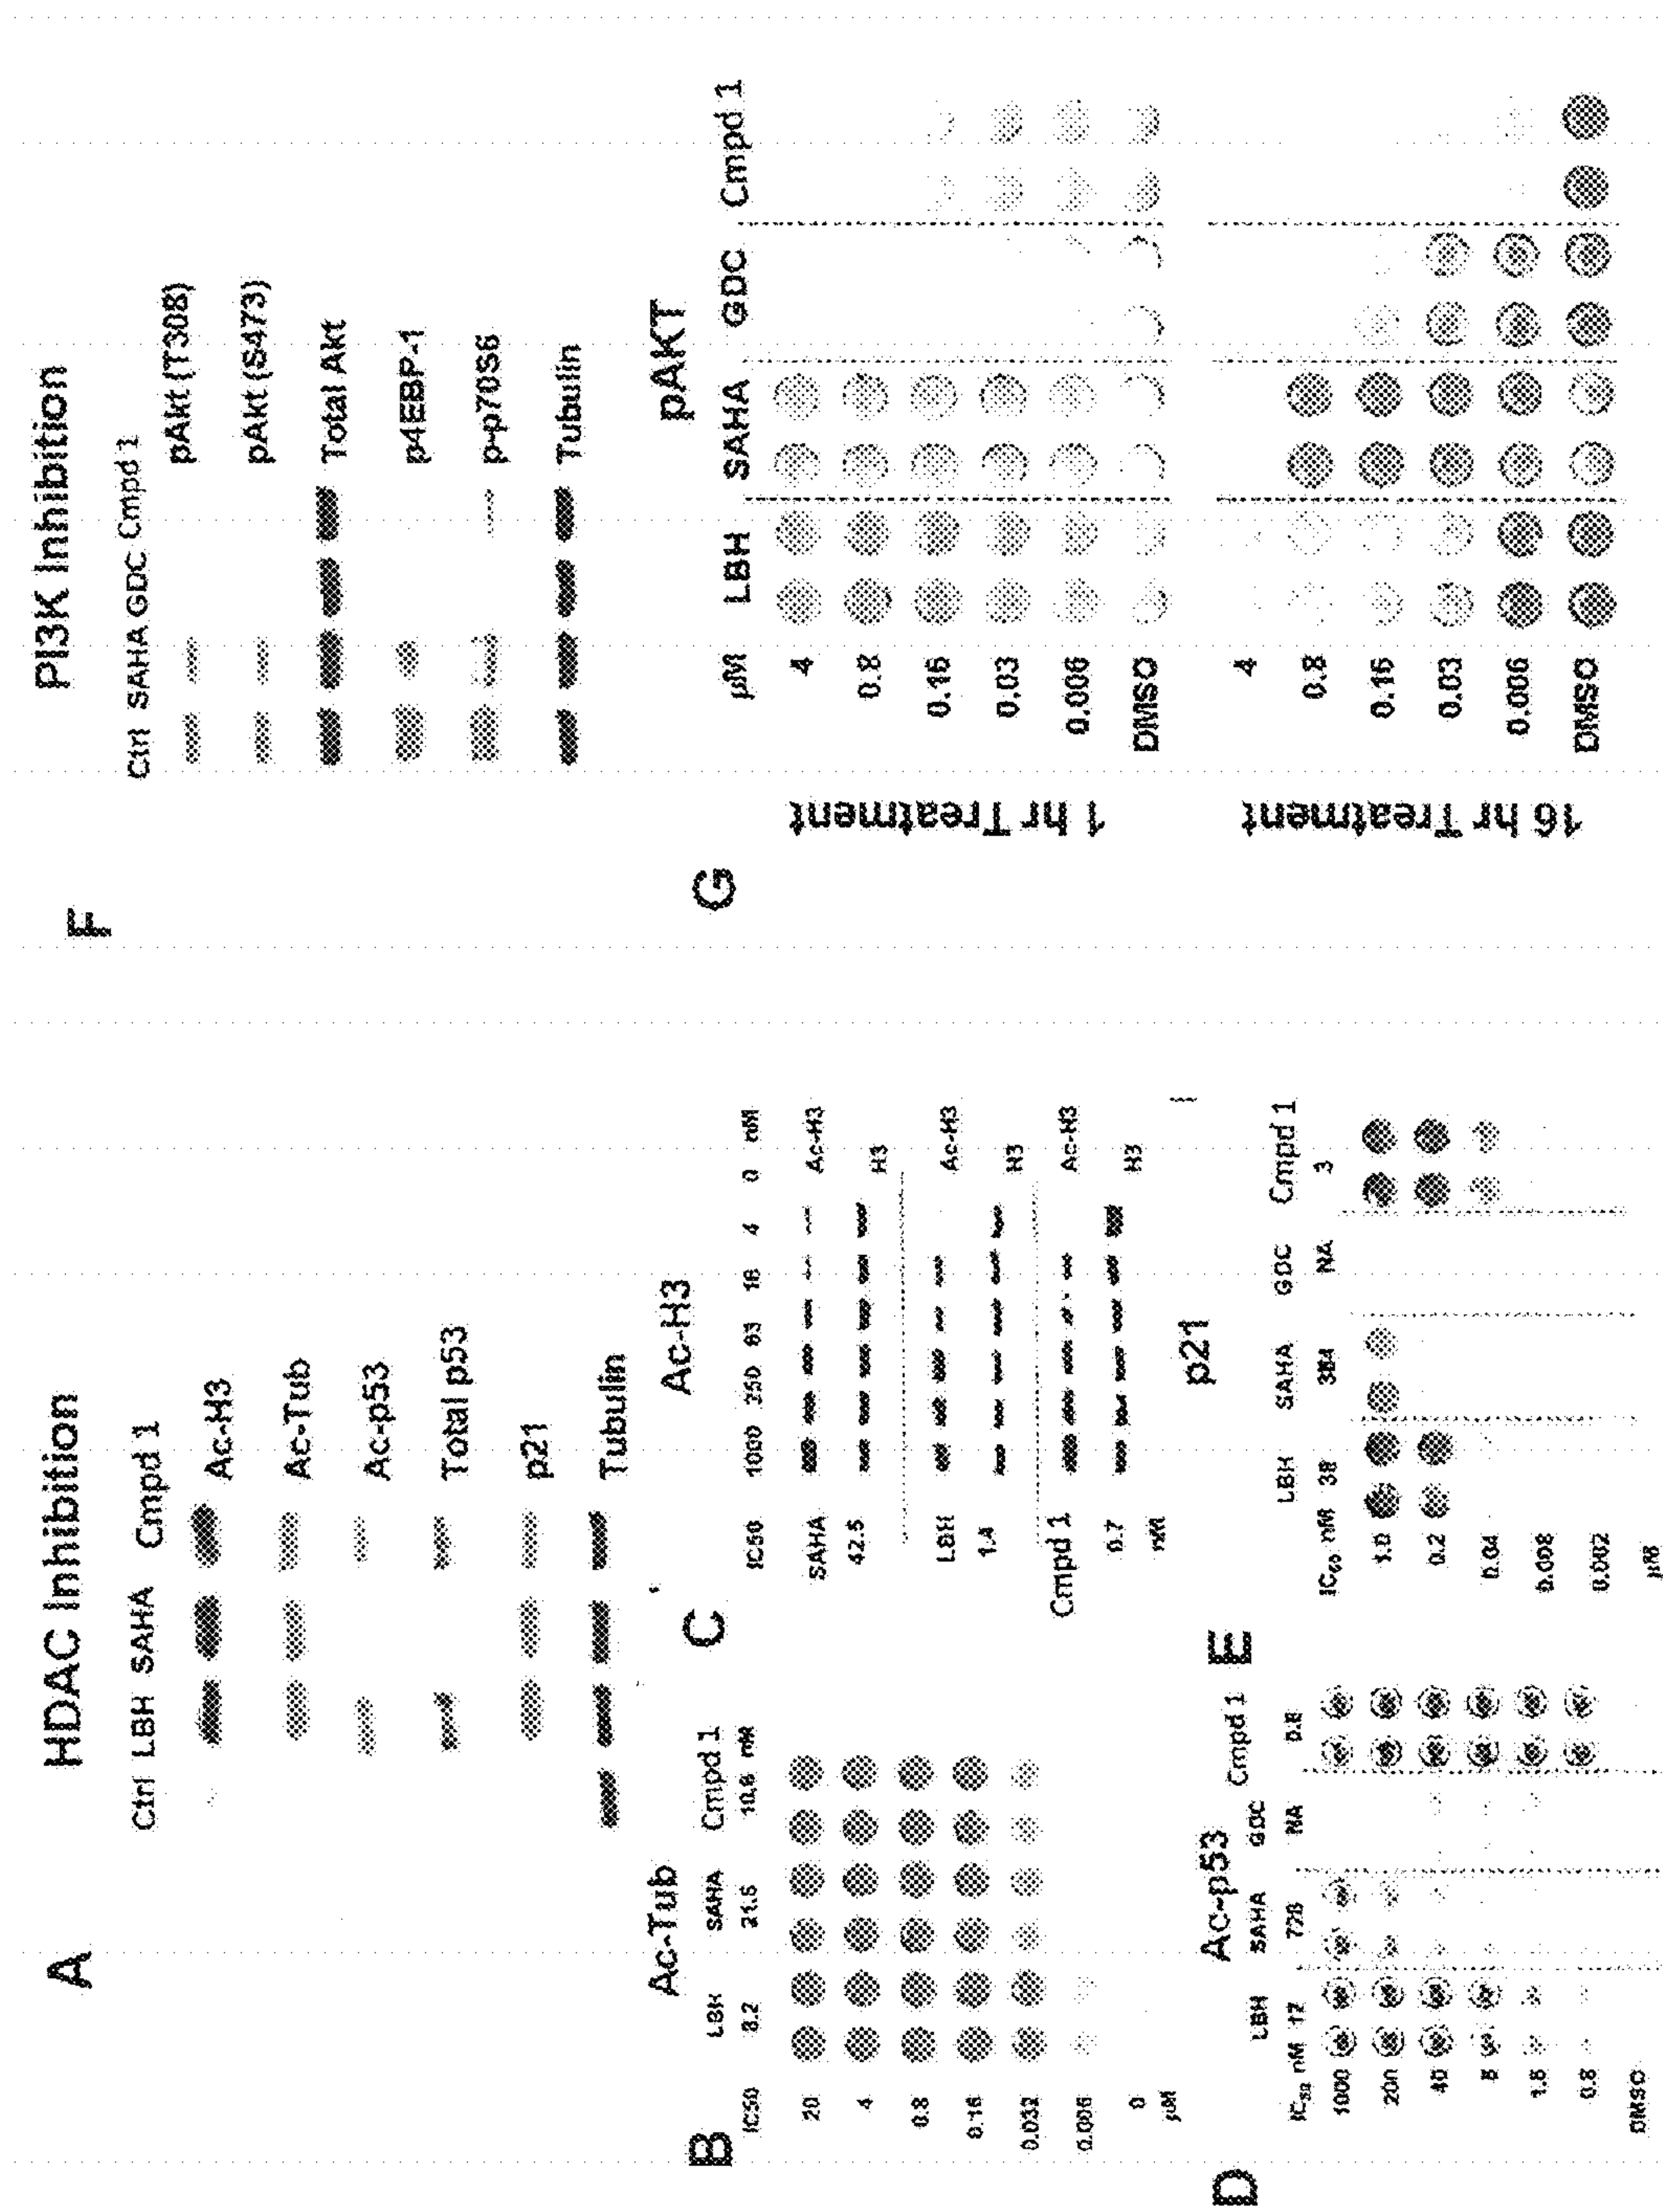 A
HDAC Inhibition
Ctrl LBH SAHA Cmpd 1
Ac-H3
Ac-Tub
Ac-p53
Total p53
p21
Tubulin
B
Ac-Tub
LBH SAHA Cmpd 1
IC50 21.6 nM
20
4
0.8
0.16
0.032
0.006
0
µM
C
Ac-H3
IC50 1000 250 63 16 4 0 nM
SAHA Ac-H3
42.5 H3
LBH Ac-H3
1.4 H3
Cmpd 1 Ac-H3
0.7 H3
nM
D
Ac-p53
LBH SAHA GDC Cmpd 1
IC50 nM 17 720 NA 0.8
1000
200
40
8
1.6
0.8
DMSO
E
p21
LBH SAHA GDC Cmpd 1
IC50 nM 38 384 NA 3
1.0
0.2
0.04
0.008
0.002
µM
F
PI3K Inhibition
Ctrl SAHA GDC Cmpd 1
pAkt (T308)
pAkt (S473)
Total Akt
p4EBP-1
p-p70S6
Tubulin
G
pAKT
µM LBH SAHA GDC Cmpd 1
1 hr Treatment
4
0.8
0.16
0.03
0.006
DMSO
16 hr Treatment
4
0.8
0.16
0.03
0.006
DMSO